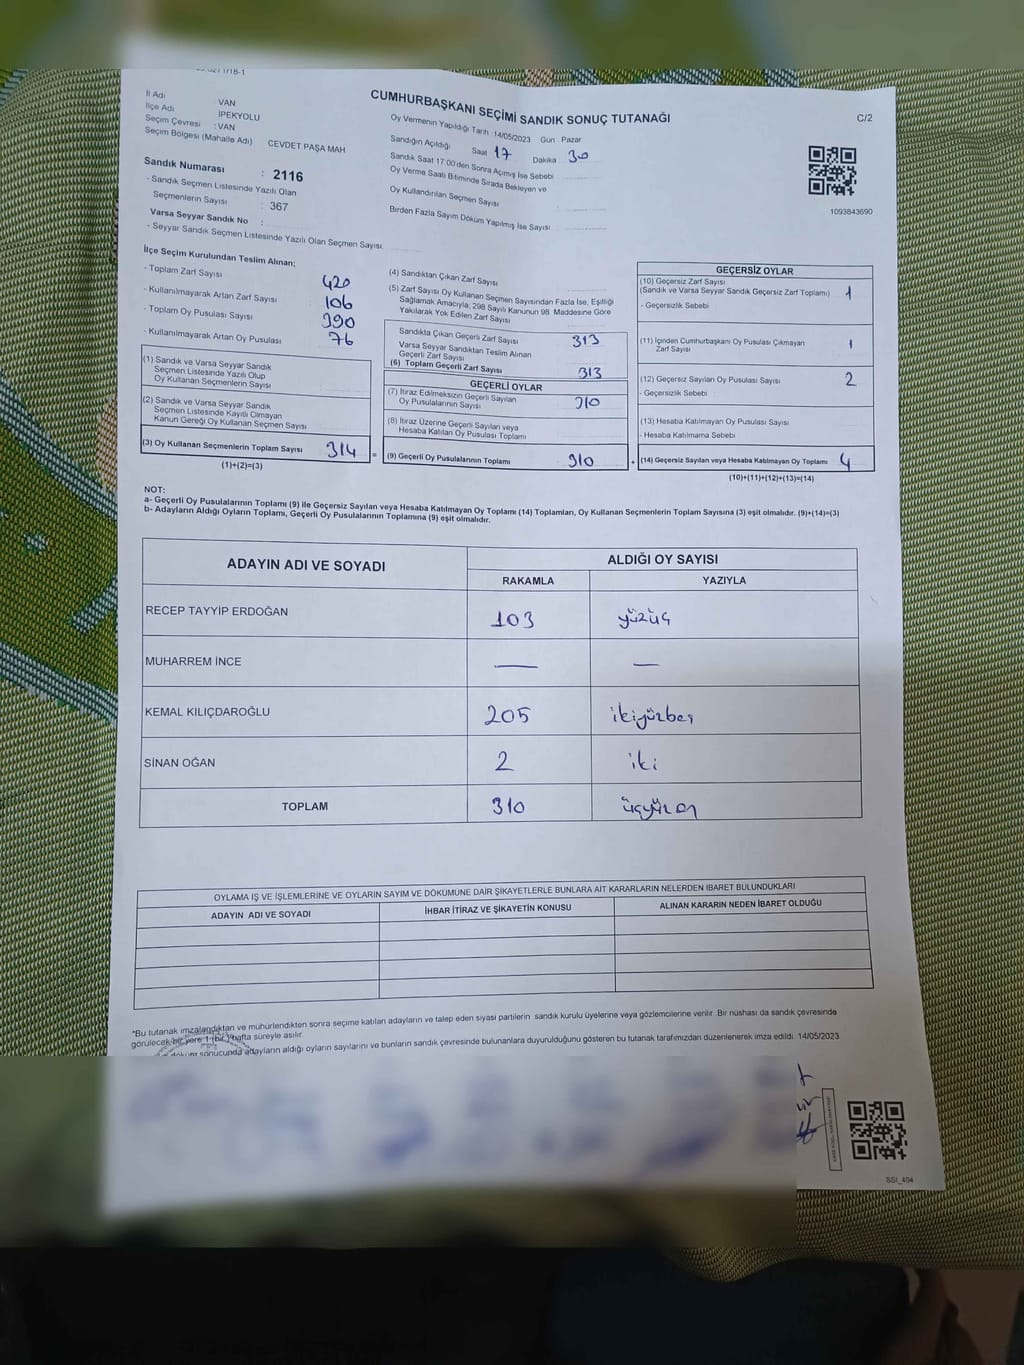 CUMHURBAŞKANI SEÇİMİ SANDIK SONUÇ TUTANAĞI
C/2
İl Adı VAN
İlçe Adı İPEKYOLU
Seçim Çevresi : VAN
Seçim Bölgesi (Mahalle Adı) CEVDET PAŞA MAH
Sandık Numarası : 2116
- Sandık Seçmen Listesinde Yazılı Olan
Seçmenlerin Sayısı : 367
Varsa Seyyar Sandık No :
- Seyyar Sandık Seçmen Listesinde Yazılı Olan Seçmen Sayısı
Oy Vermenin Yapıldığı Tarih :14/05/2023 Gün Pazar
Sandığın Açıldığı Saat 17 Dakika 30
Sandık Saat 17:00'den Sonra Açılmış İse Sebebi
Oy Verme Saati Bitiminde Sırada Bekleyen ve
Oy Kullandırılan Seçmen Sayısı
Birden Fazla Sayım Döküm Yapılmış İse Sayısı
1093843690
İlçe Seçim Kurulundan Teslim Alınan;
- Toplam Zarf Sayısı 420
- Kullanılmayarak Artan Zarf Sayısı 106
- Toplam Oy Pusulası Sayısı 390
- Kullanılmayarak Artan Oy Pusulası 76
(1) Sandık ve Varsa Seyyar Sandık
Seçmen Listesinde Yazılı Olup
Oy Kullanan Seçmenlerin Sayısı
(2) Sandık ve Varsa Seyyar Sandık
Seçmen Listesinde Kayıtlı Olmayan
Kanun Gereği Oy Kullanan Seçmen Sayısı
(3) Oy Kullanan Seçmenlerin Toplam Sayısı 314
(1)+(2)=(3)
(4) Sandıktan Çıkan Zarf Sayısı
(5) Zarf Sayısı Oy Kullanan Seçmen Sayısından Fazla İse, Eşitliği
Sağlamak Amacıyla; 298 Sayılı Kanunun 98 Maddesine Göre
Yakılarak Yok Edilen Zarf Sayısı
Sandıkta Çıkan Geçerli Zarf Sayısı 313
Varsa Seyyar Sandıktan Teslim Alınan
Geçerli Zarf Sayısı
(6) Toplam Geçerli Zarf Sayısı 313
GEÇERLİ OYLAR
(7) İtiraz Edilmeksizin Geçerli Sayılan
Oy Pusulalarının Sayısı 310
(8) İtiraz Üzerine Geçerli Sayılan veya
Hesaba Katılan Oy Pusulası Toplamı
= (9) Geçerli Oy Pusulalarının Toplamı 310
GEÇERSİZ OYLAR
(10) Geçersiz Zarf Sayısı
(Sandık ve Varsa Seyyar Sandık Geçersiz Zarf Toplamı) 1
- Geçersizlik Sebebi
(11) İçinden Cumhurbaşkanı Oy Pusulası Çıkmayan
Zarf Sayısı 1
(12) Geçersiz Sayılan Oy Pusulası Sayısı 2
- Geçersizlik Sebebi
(13) Hesaba Katılmayan Oy Pusulası Sayısı
- Hesaba Katılmama Sebebi
+ (14) Geçersiz Sayılan veya Hesaba Katılmayan Oy Toplamı 4
(10)+(11)+(12)+(13)=(14)
NOT:
a- Geçerli Oy Pusulalarının Toplamı (9) ile Geçersiz Sayılan veya Hesaba Katılmayan Oy Toplamı (14) Toplamları, Oy Kullanan Seçmenlerin Toplam Sayısına (3) eşit olmalıdır. (9)+(14)=(3)
b- Adayların Aldığı Oyların Toplamı, Geçerli Oy Pusulalarının Toplamına (9) eşit olmalıdır.
ADAYIN ADI VE SOYADI ALDIĞI OY SAYISI
RAKAMLA YAZIYLA
RECEP TAYYİP ERDOĞAN 103 yüzüç
MUHARREM İNCE — —
KEMAL KILIÇDAROĞLU 205 ikiyüzbeş
SİNAN OĞAN 2 iki
TOPLAM 310 üçyüzon
OYLAMA İŞ VE İŞLEMLERİNE VE OYLARIN SAYIM VE DÖKÜMÜNE DAİR ŞİKAYETLERLE BUNLARA AİT KARARLARIN NELERDEN İBARET BULUNDUKLARI
ADAYIN ADI VE SOYADI İHBAR İTİRAZ VE ŞİKAYETİN KONUSU ALINAN KARARIN NEDEN İBARET OLDUĞU
*Bu tutanak imzalandıktan ve mühürlendikten sonra seçime katılan adayların ve talep eden siyasi partilerin sandık kurulu üyelerine veya gözlemcilerine verilir .Bir nüshası da sandık çevresinde
görülecek bir yere 1 (bir) hafta süreyle asılır.
döküm sonucunda adayların aldığı oyların sayılarını ve bunların sandık çevresinde bulunanlara duyurulduğunu gösteren bu tutanak tarafımızdan düzenlenerek imza edildi. 14/05/2023
SSI_494